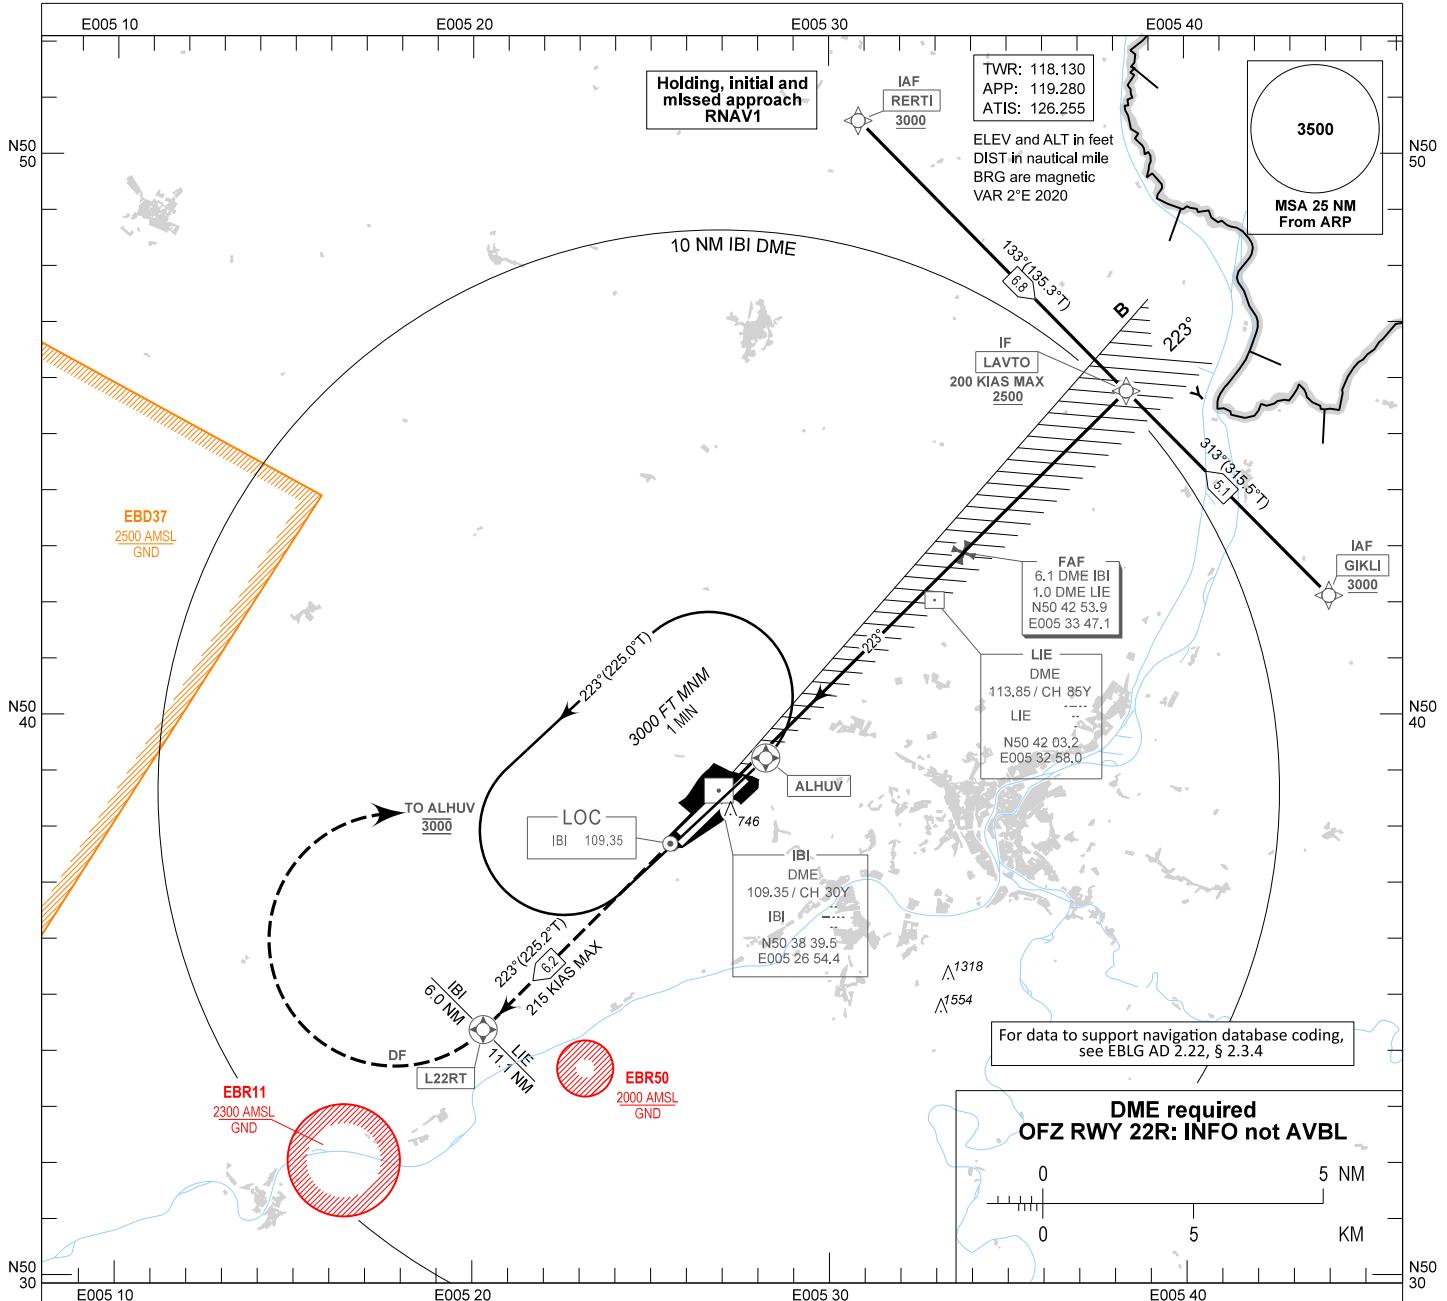 E005 10
E005 20
E005 30
E005 40
Holding, initial and
missed approach
RNAV1
IAF
RERTI
3000
TWR: 118.130
APP: 119.280
ATIS: 126.255
ELEV and ALT in feet
DIST in nautical mile
BRG are magnetic
VAR 2°E 2020
3500
MSA 25 NM
From ARP
N50
50
N50
50
10 NM IBI DME
133°(135.3°T)
6.8
B
223°
Y
IF
LAVTO
200 KIAS MAX
2500
313°(315.5°T)
5.1
IAF
GIKLI
3000
EBD37
2500 AMSL
GND
FAF
6.1 DME IBI
1.0 DME LIE
N50 42 53.9
E005 33 47.1
223°
LIE
DME
113.85 / CH 85Y
LIE
N50 42 03.2
E005 32 58.0
223°(225.0°T)
3000 FT MNM
1 MIN
N50
40
N50
40
ALHUV
TO ALHUV
3000
LOC
IBI 109.35
746
IBI
DME
109.35 / CH 30Y
IBI
N50 38 39.5
E005 26 54.4
223°(225.2°T)
6.2
215 KIAS MAX
IBI
6.0 NM
LIE
11.1 NM
DF
L22RT
1318
1554
For data to support navigation database coding,
see EBLG AD 2.22, § 2.3.4
EBR11
2300 AMSL
GND
EBR50
2000 AMSL
GND
DME required
OFZ RWY 22R: INFO not AVBL
0
5 NM
0
5
KM
N50
30
N50
30
E005 10
E005 20
E005 30
E005 40